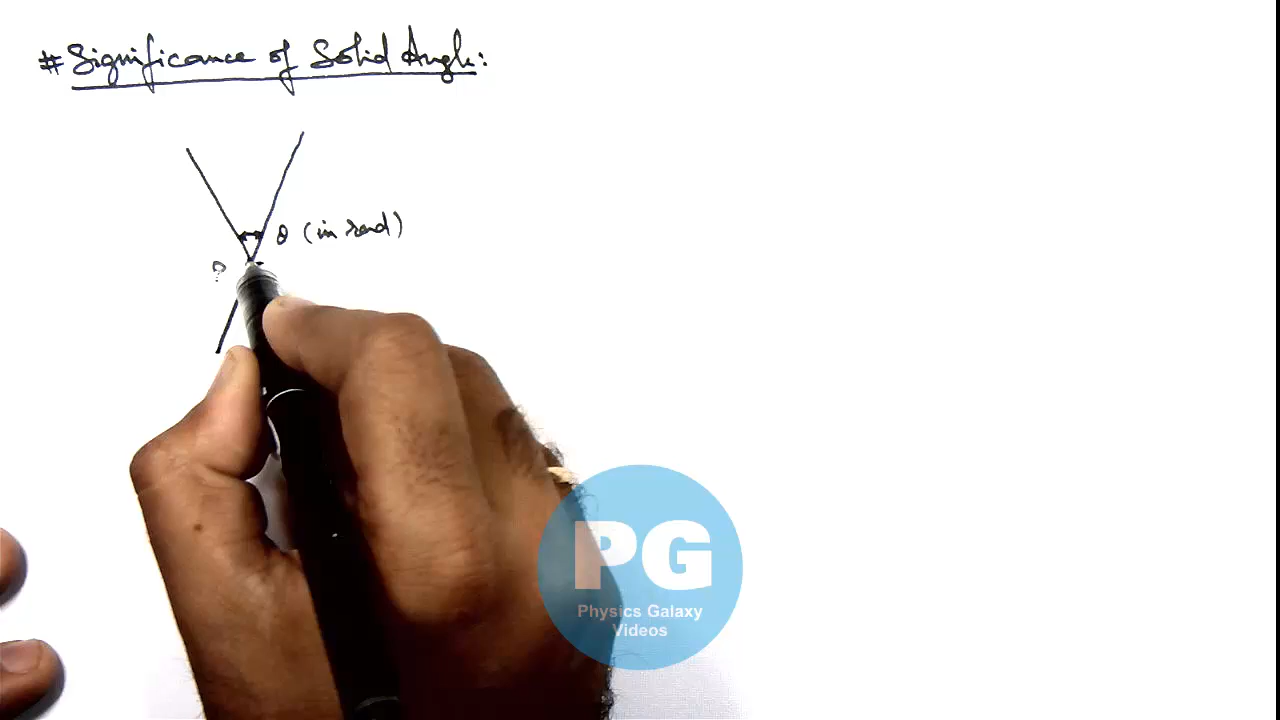 # Significance of Solid Angle:
θ (in rad)
PG
Physics Galaxy
Videos